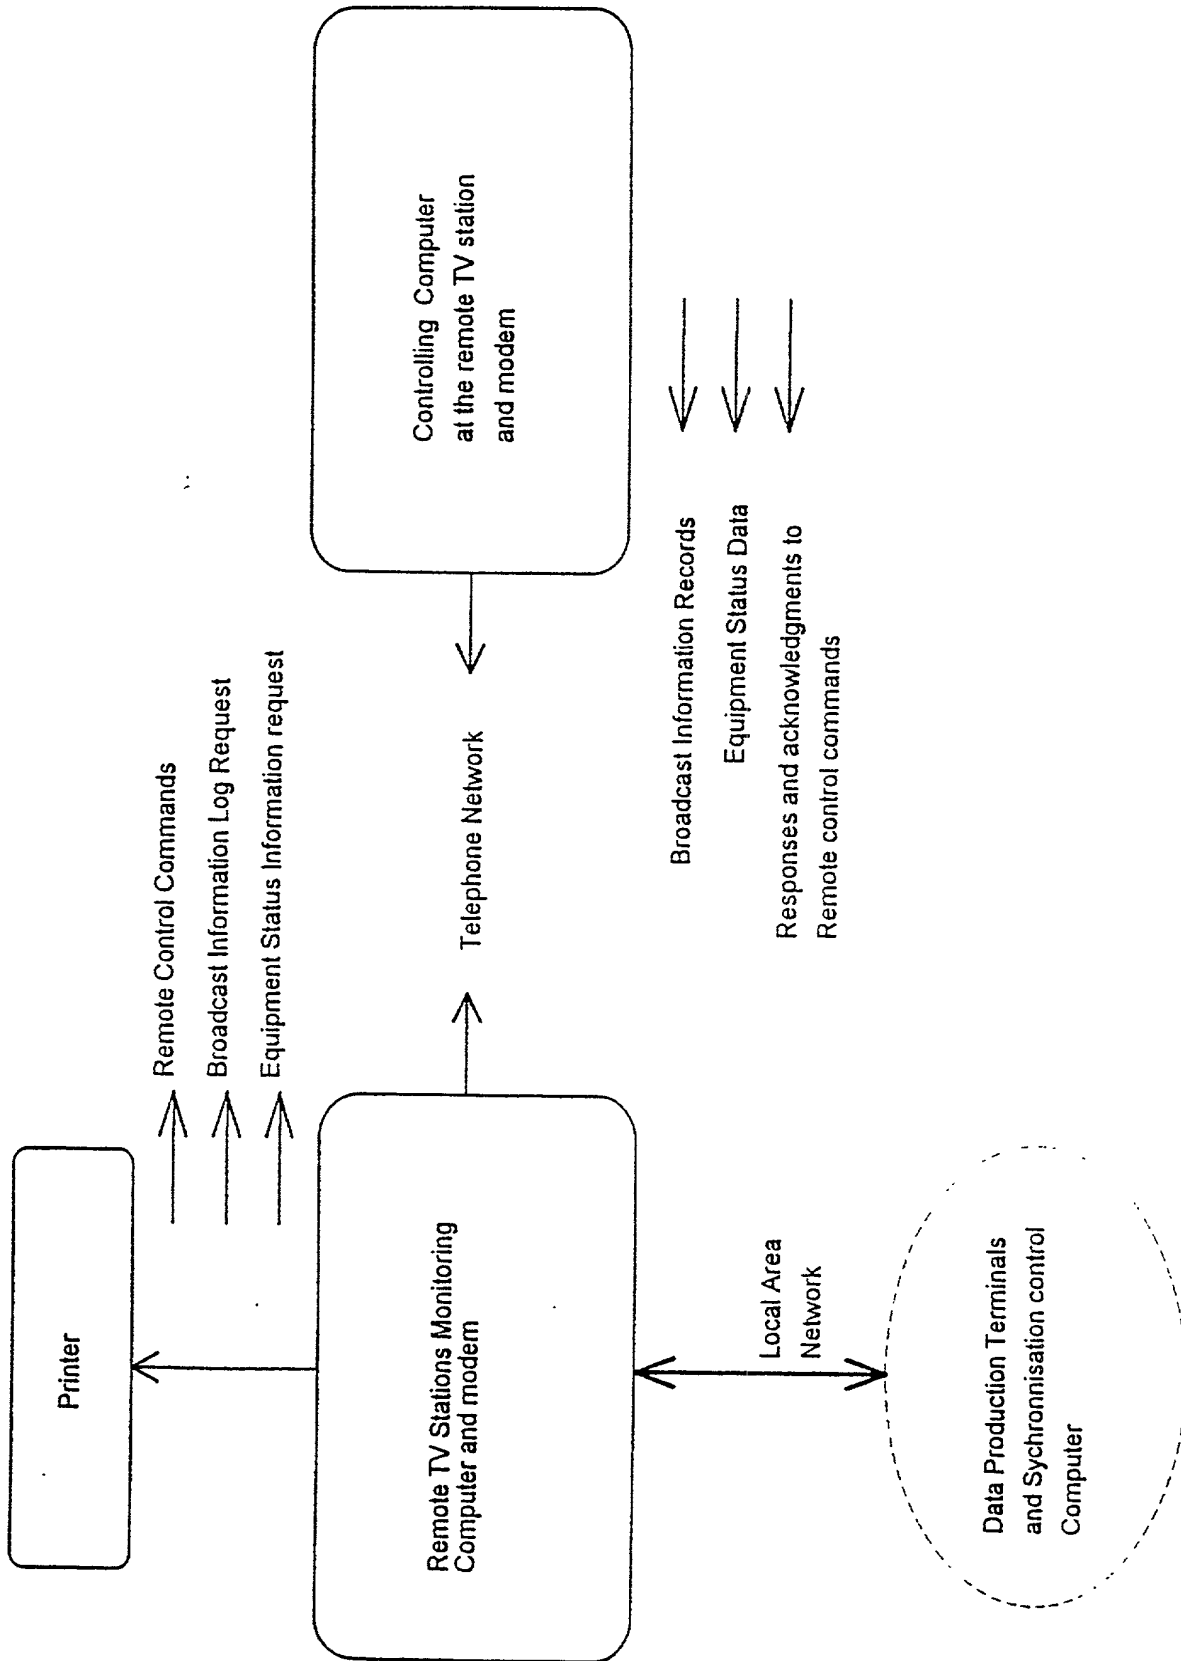 Printer
Remote Control Commands
Broadcast Information Log Request
Equipment Status Information request
Remote TV Stations Monitoring
Computer and modem
Telephone Network
Controlling Computer
at the remote TV station
and modem
Local Area
Network
Broadcast Information Records
Equipment Status Data
Responses and acknowledgments to
Remote control commands
Data Production Terminals
and Sychronnisation control
Computer